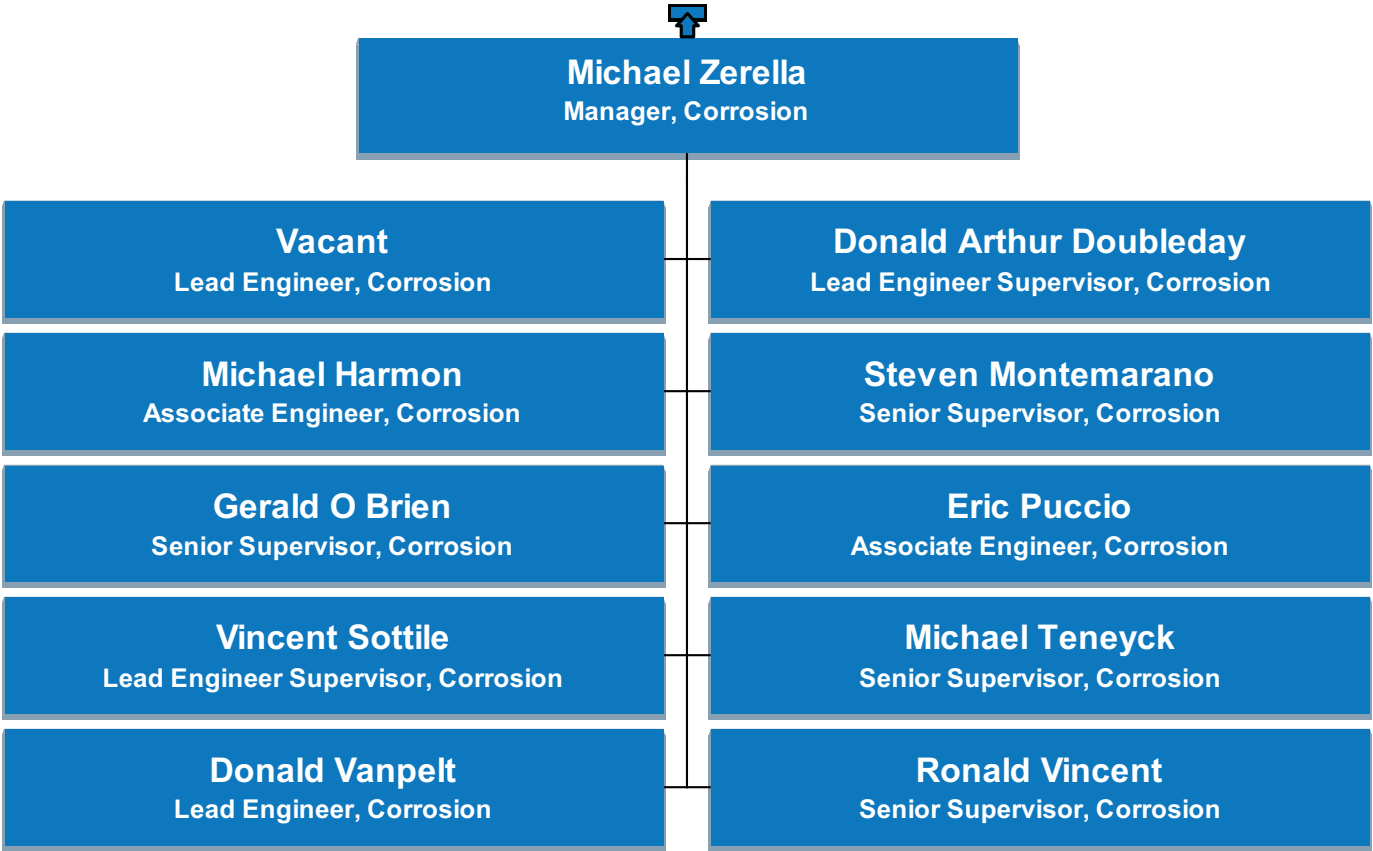 Michael Zerella
Manager, Corrosion
Vacant
Lead Engineer, Corrosion
Donald Arthur Doubleday
Lead Engineer Supervisor, Corrosion
Michael Harmon
Associate Engineer, Corrosion
Steven Montemarano
Senior Supervisor, Corrosion
Gerald O Brien
Senior Supervisor, Corrosion
Eric Puccio
Associate Engineer, Corrosion
Vincent Sottile
Lead Engineer Supervisor, Corrosion
Michael Teneyck
Senior Supervisor, Corrosion
Donald Vanpelt
Lead Engineer, Corrosion
Ronald Vincent
Senior Supervisor, Corrosion